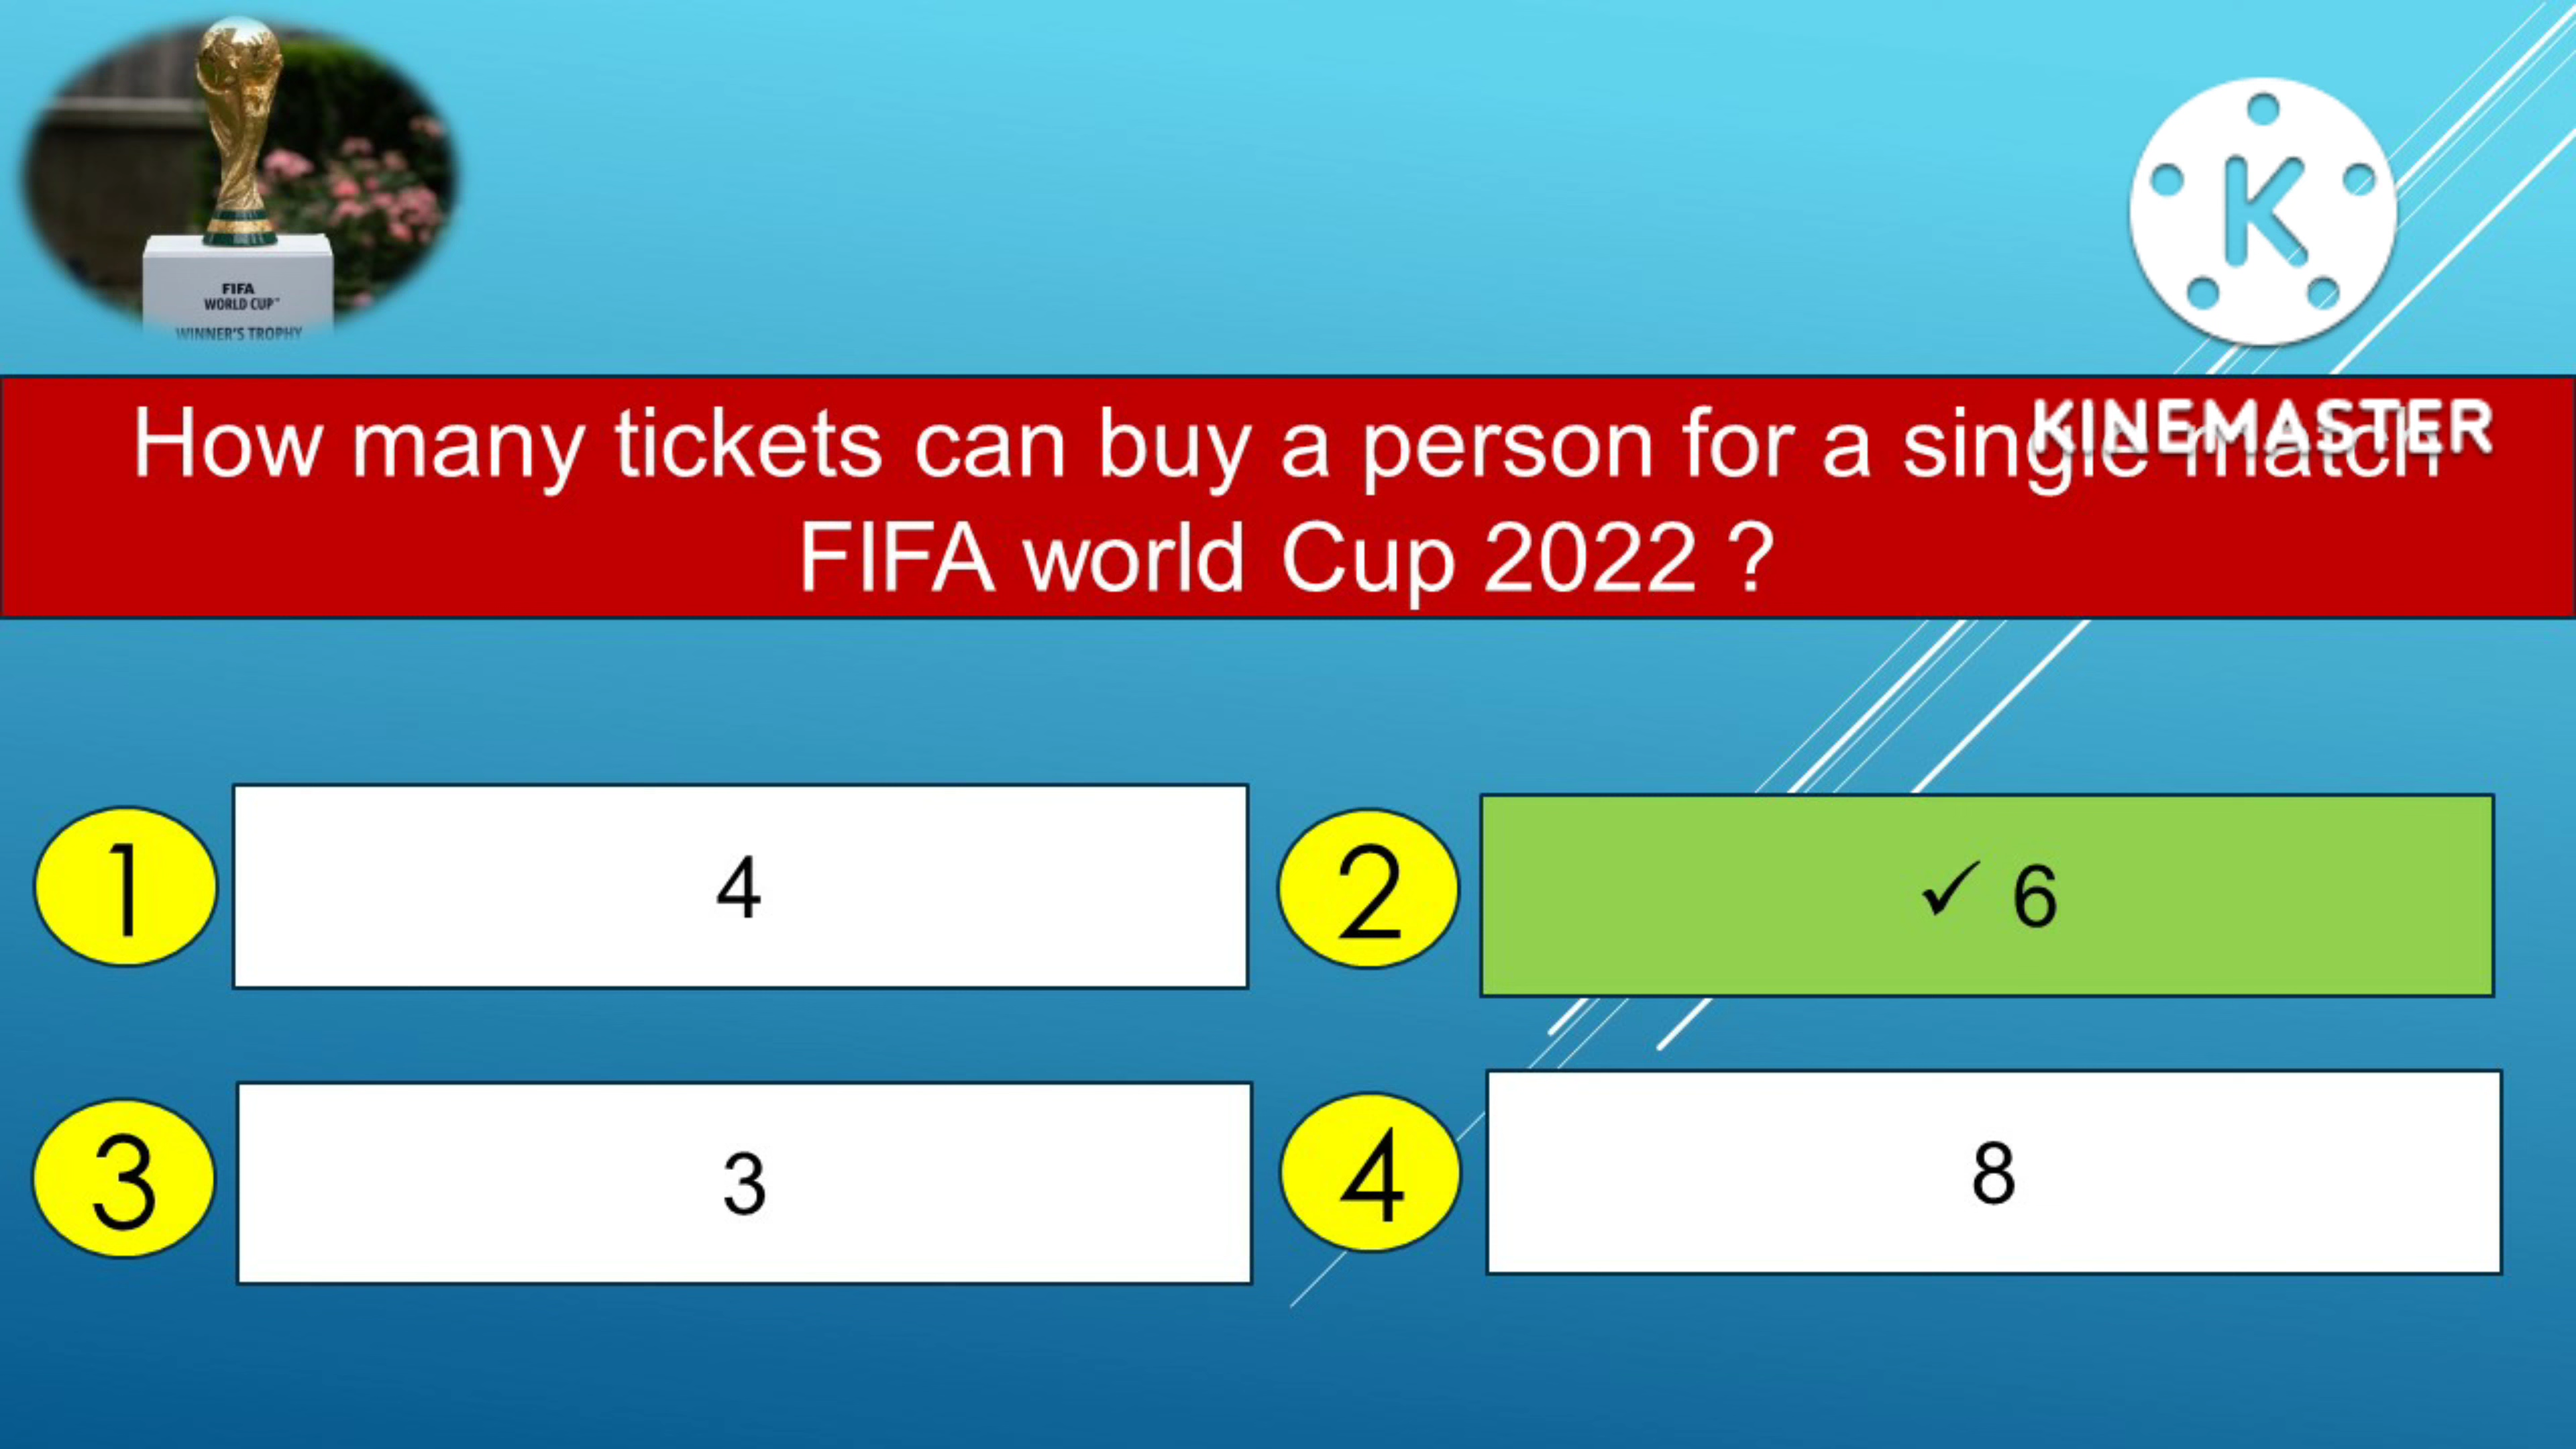 FIFA
WORLD CUP
WINNER'S TROPHY
K
KINEMASTER
How many tickets can buy a person for a single match
FIFA world Cup 2022 ?
1
4
2
✓ 6
3
3
4
8